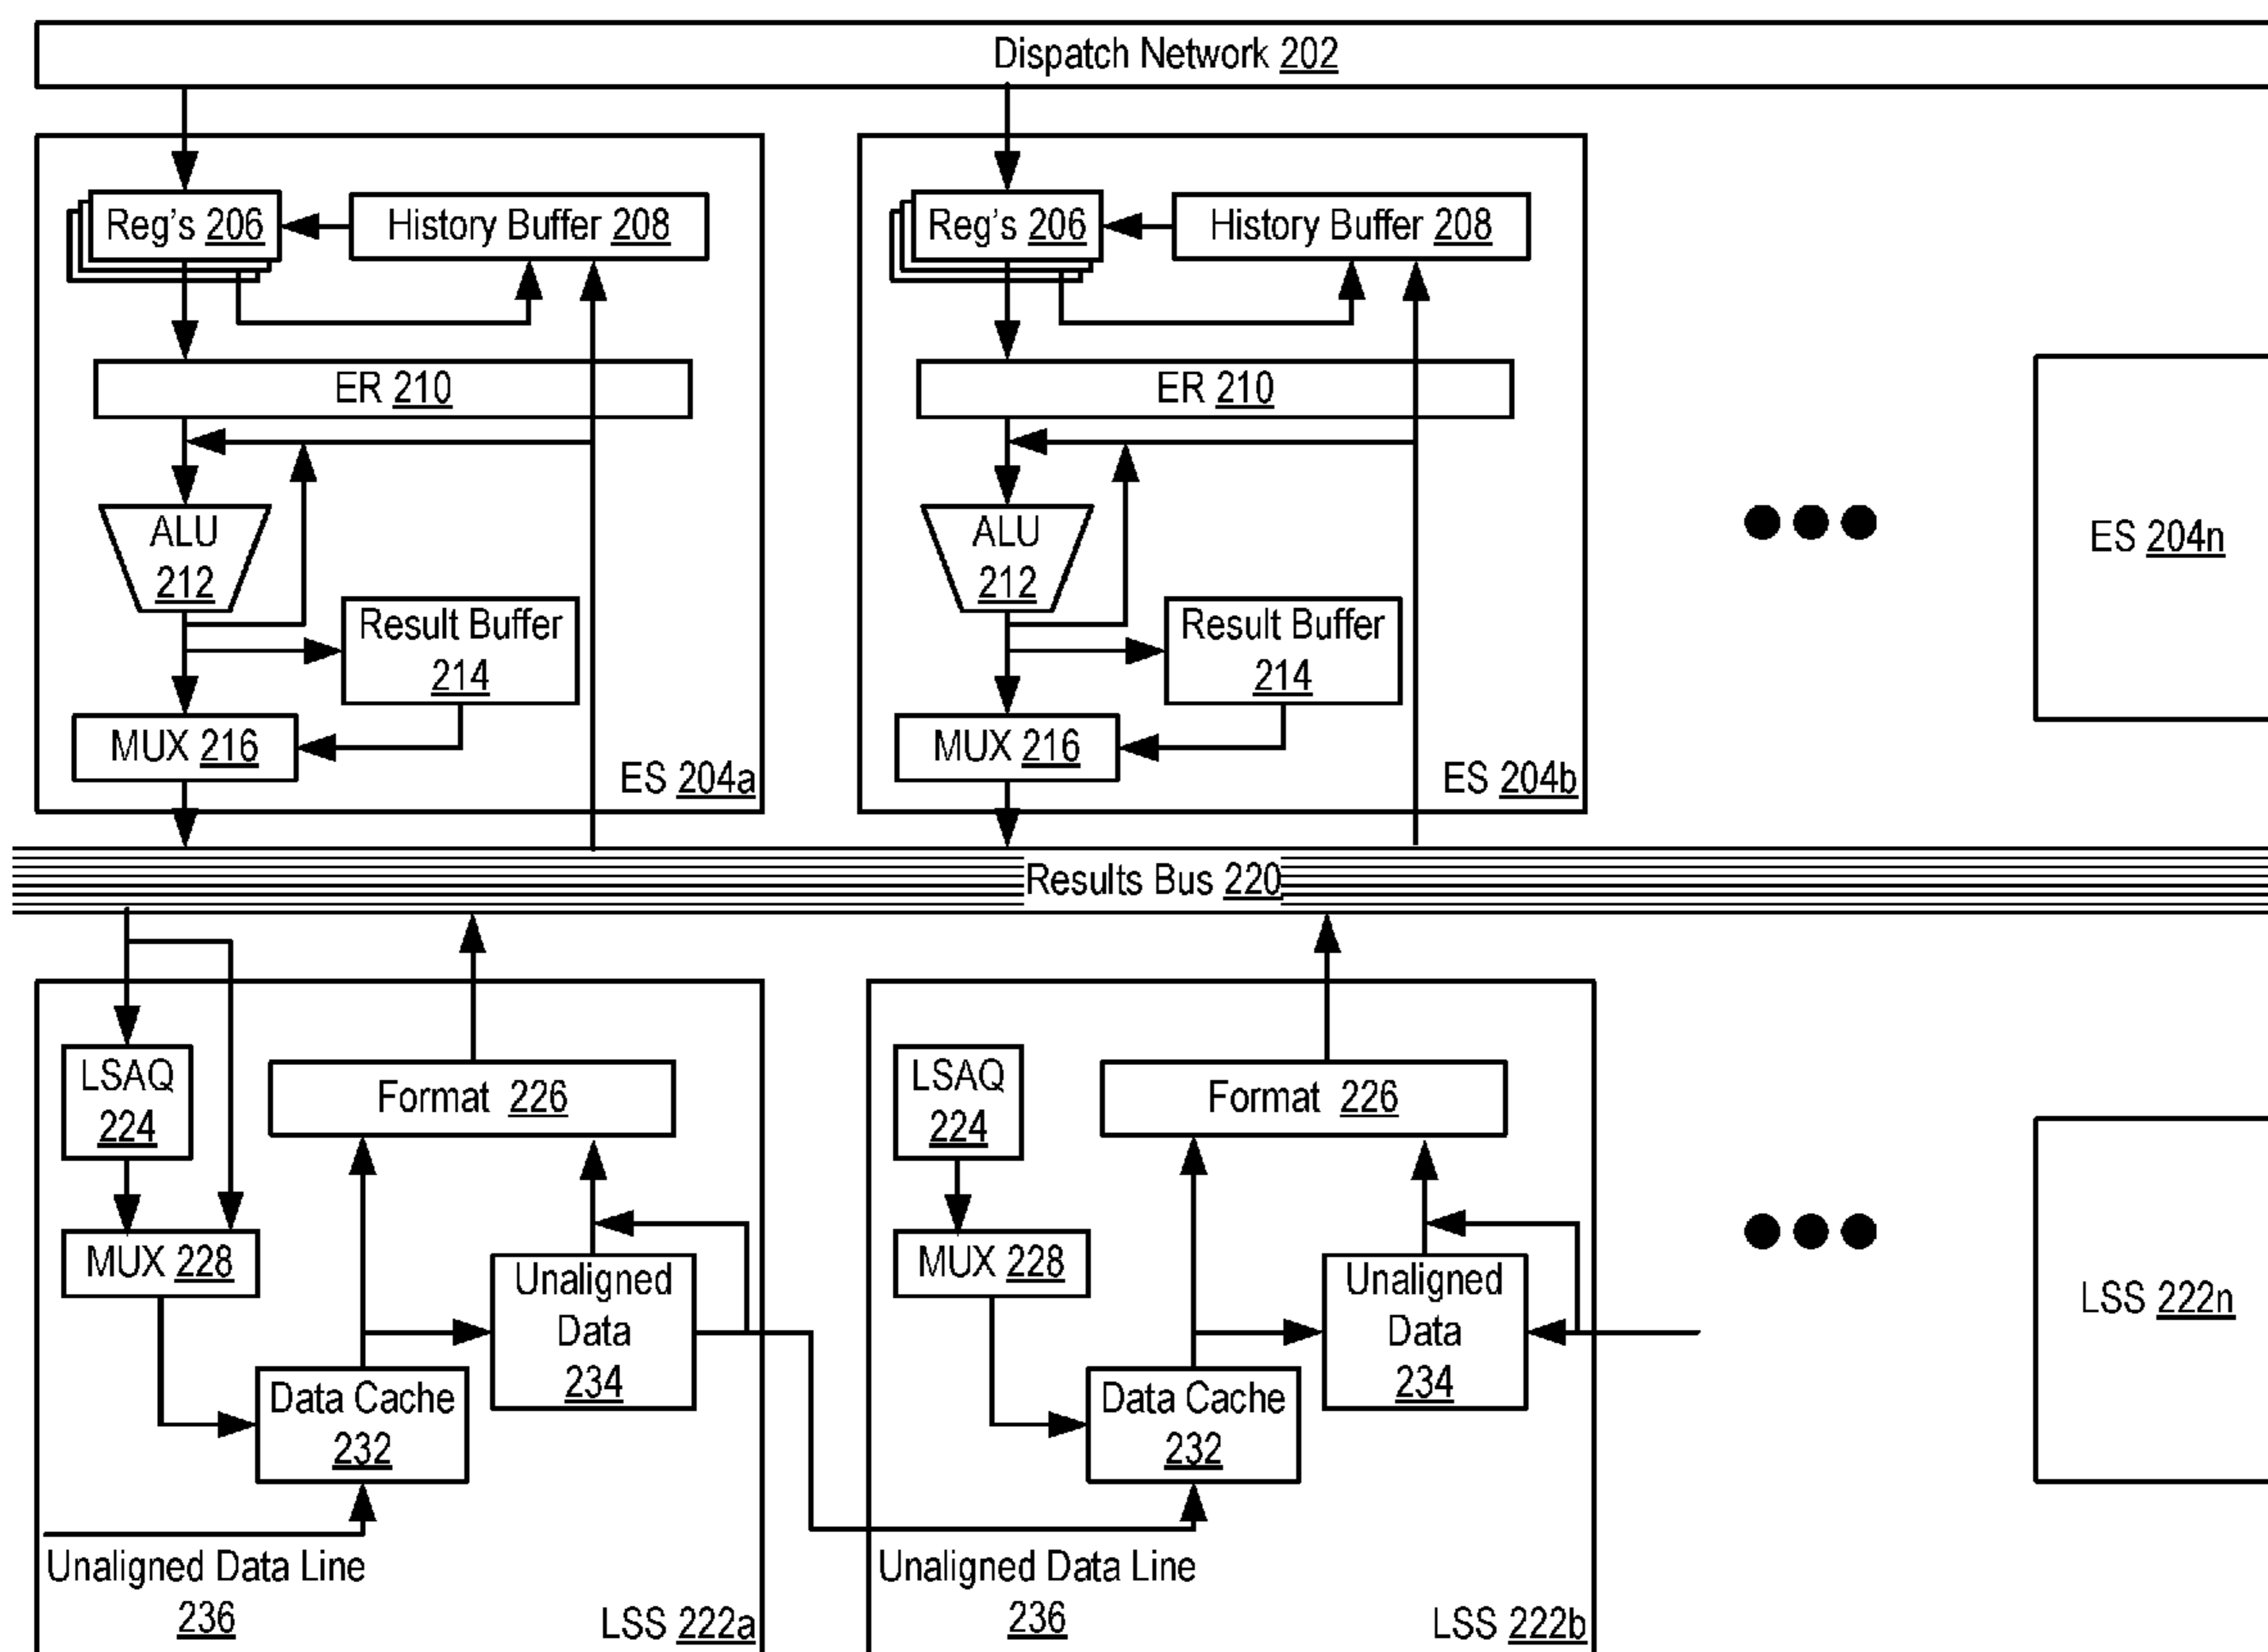 Dispatch Network 202
Reg's 206
History Buffer 208
ER 210
ALU
212
Result Buffer
214
MUX 216
ES 204a
Reg's 206
History Buffer 208
ER 210
ALU
212
Result Buffer
214
MUX 216
ES 204b
ES 204n
Results Bus 220
LSAQ
224
Format 226
MUX 228
Unaligned
Data
234
Data Cache
232
Unaligned Data Line
236
LSS 222a
LSAQ
224
Format 226
MUX 228
Unaligned
Data
234
Data Cache
232
Unaligned Data Line
236
LSS 222b
LSS 222n